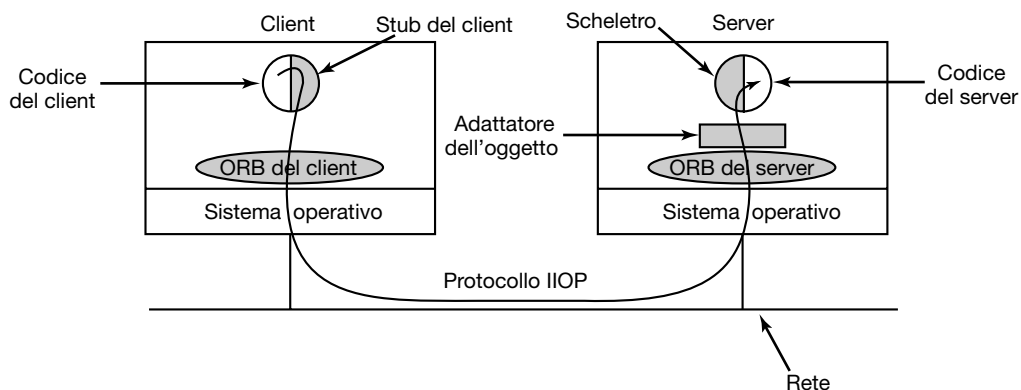 Client
Stub del client
Scheletro
Server
Codice
del client
Codice
del server
Adattatore
dell'oggetto
ORB del client
ORB del server
Sistema operativo
Sistema operativo
Protocollo IIOP
Rete